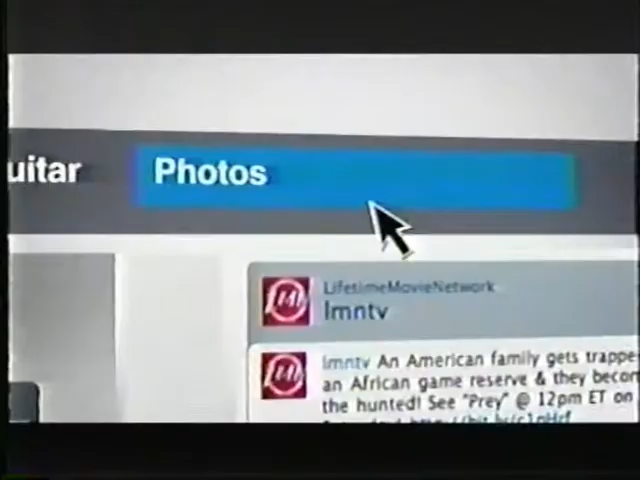 uitar
Photos
LifetimeMovieNetwork
lmntv
lmntv An American family gets trappe
an African game reserve & they becom
the hunted! See "Prey" @ 12pm ET on